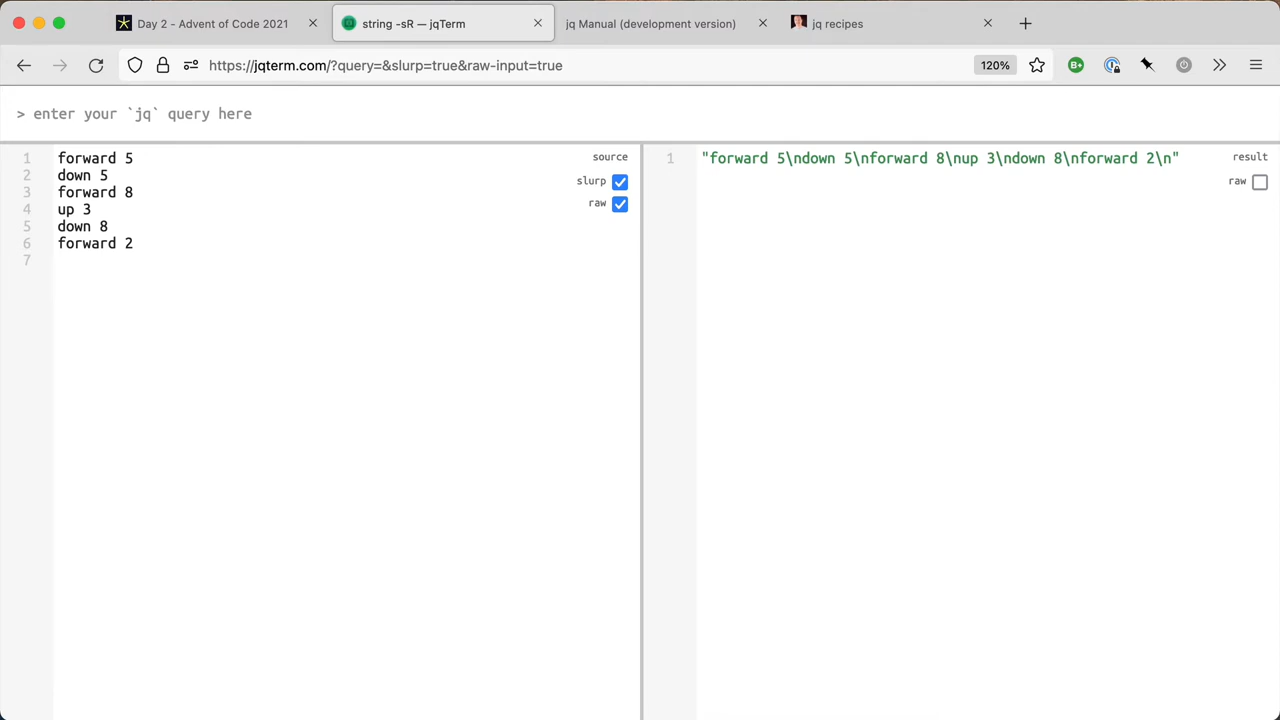 Day 2 - Advent of Code 2021
string -sR — jqTerm
jq Manual (development version)
jq recipes
https://jqterm.com/?query=&slurp=true&raw-input=true
120%
B+
> enter your `jq` query here
1 forward 5
2 down 5
3 forward 8
4 up 3
5 down 8
6 forward 2
7
source
slurp
raw
1 "forward 5\ndown 5\nforward 8\nup 3\ndown 8\nforward 2\n"
result
raw